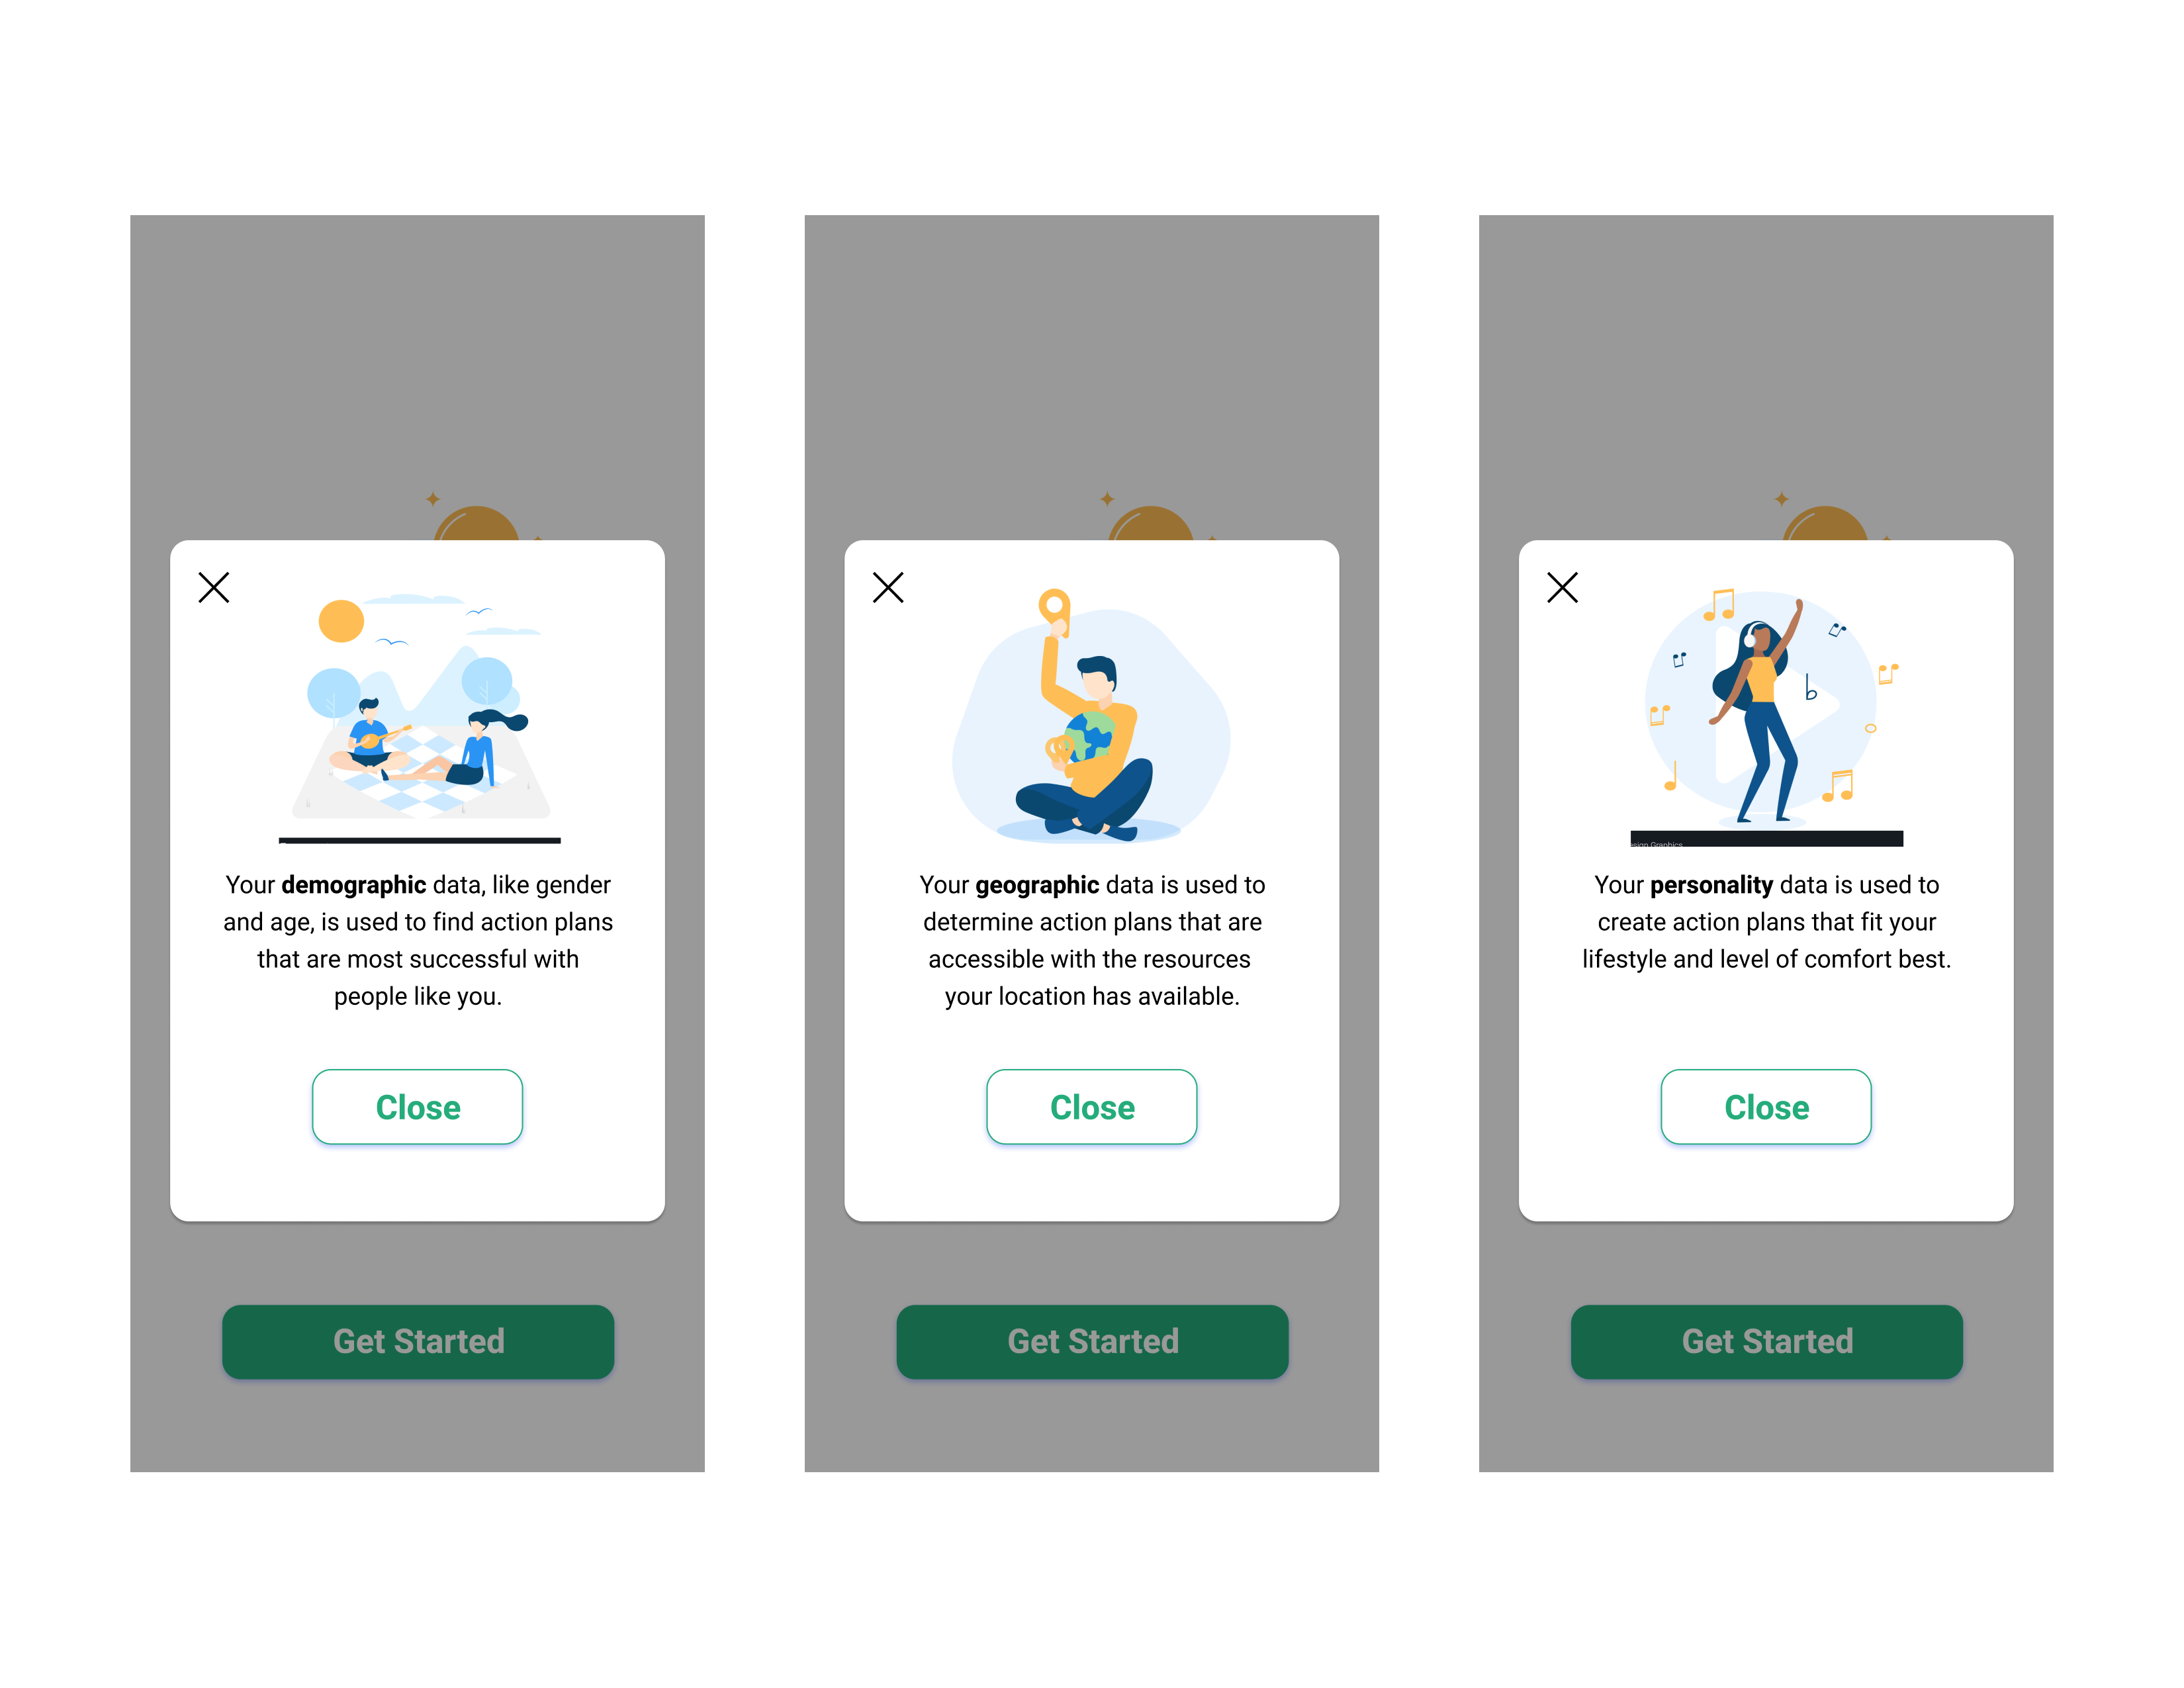 Your demographic data, like gender
and age, is used to find action plans
that are most successful with
people like you.
Close
Get Started
Your geographic data is used to
determine action plans that are
accessible with the resources
your location has available.
Close
Get Started
esign Graphics
Your personality data is used to
create action plans that fit your
lifestyle and level of comfort best.
Close
Get Started